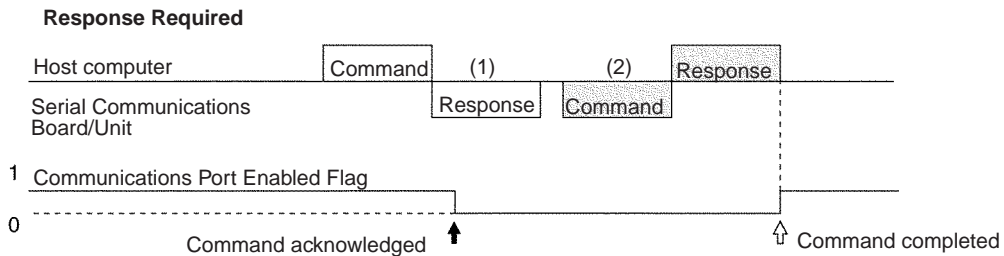 Response Required
Host computer
Command
(1)
(2)
Response
Serial Communications
Board/Unit
Response
Command
1
Communications Port Enabled Flag
0
Command acknowledged
Command completed